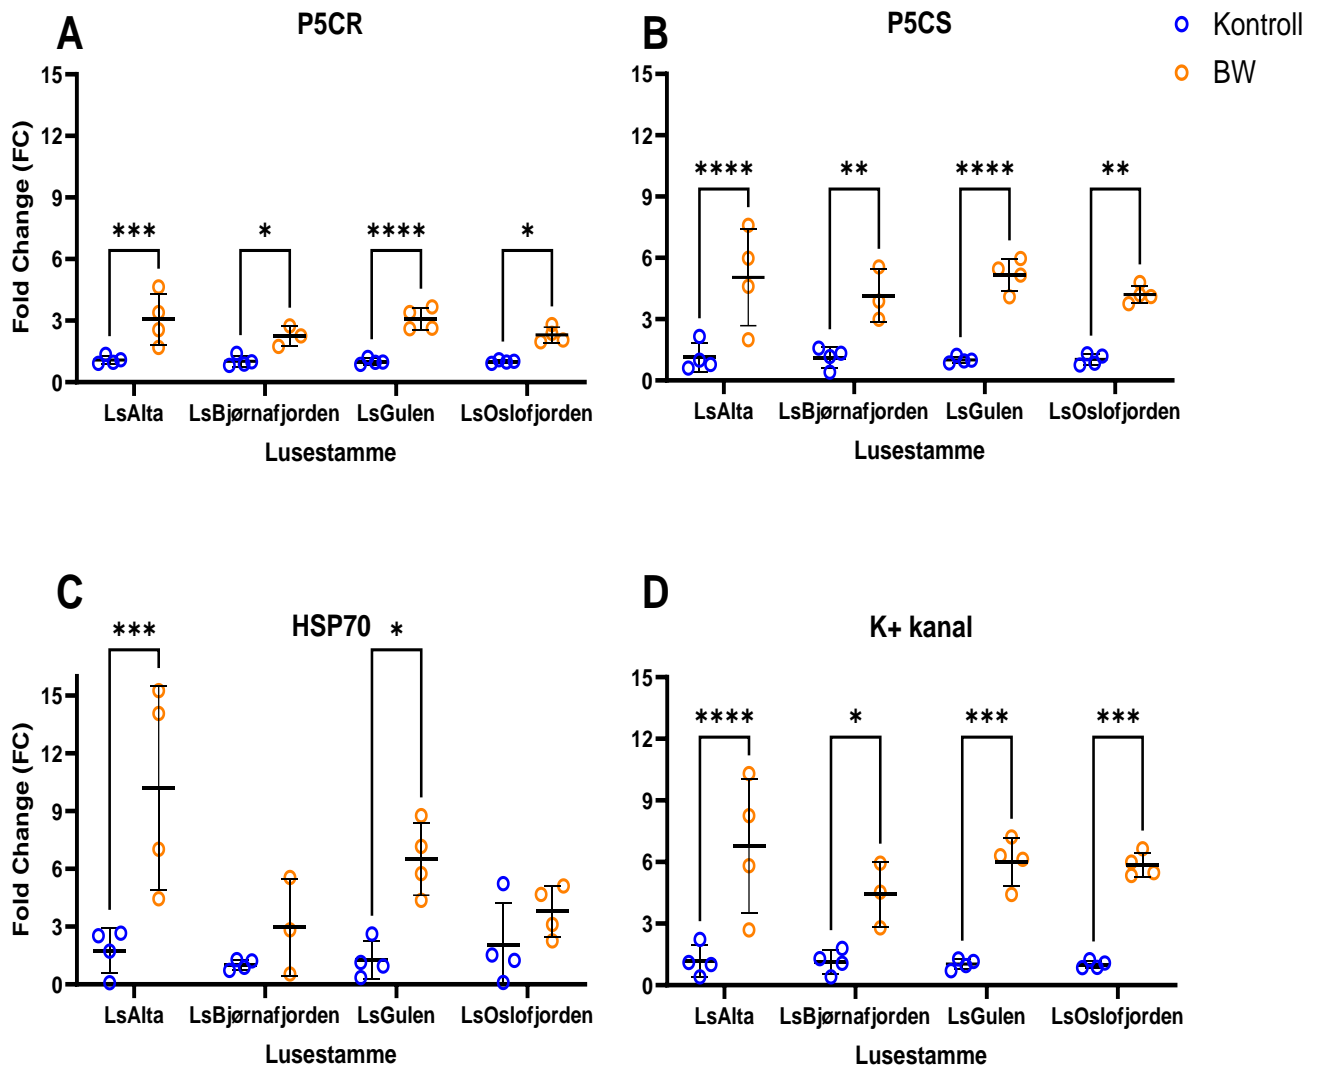 A
P5CR
B
P5CS
Kontroll
BW
Fold Change (FC)
15
12
9
6
3
0
***
*
****
*
LsAlta
LsBjørnafjorden
LsGulen
LsOslofjorden
Lusestamme
15
12
9
6
3
0
****
**
****
**
LsAlta
LsBjørnafjorden
LsGulen
LsOslofjorden
Lusestamme
C
HSP70
***
*
Fold Change (FC)
15
12
9
6
3
0
LsAlta
LsBjørnafjorden
LsGulen
LsOslofjorden
Lusestamme
D
K+ kanal
15
12
9
6
3
0
****
*
***
***
LsAlta
LsBjørnafjorden
LsGulen
LsOslofjorden
Lusestamme